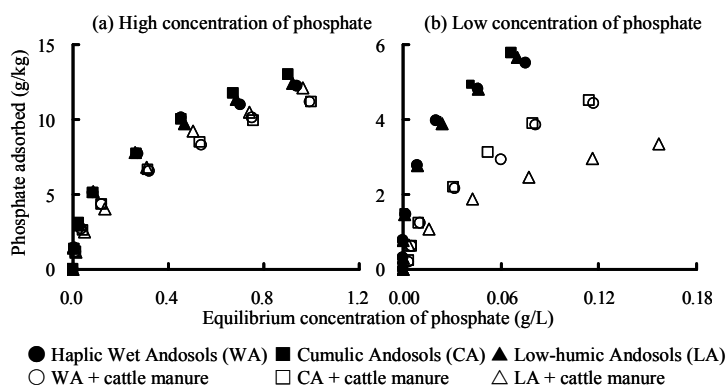 (a) High concentration of phosphate (b) Low concentration of phosphate
Phosphate adsorbed (g/kg)
15 6
10 4
5 2
0 0
0.0 0.4 0.8 1.2 0.00 0.06 0.12 0.18
Equilibrium concentration of phosphate (g/L)
Haplic Wet Andosols (WA) Cumulic Andosols (CA) Low-humic Andosols (LA)
WA + cattle manure CA + cattle manure LA + cattle manure